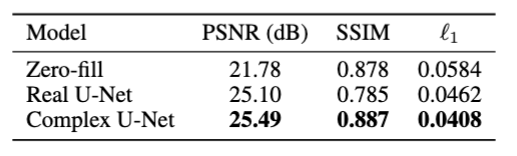 Model PSNR (dB) SSIM ℓ1
Zero-fill 21.78 0.878 0.0584
Real U-Net 25.10 0.785 0.0462
Complex U-Net 25.49 0.887 0.0408